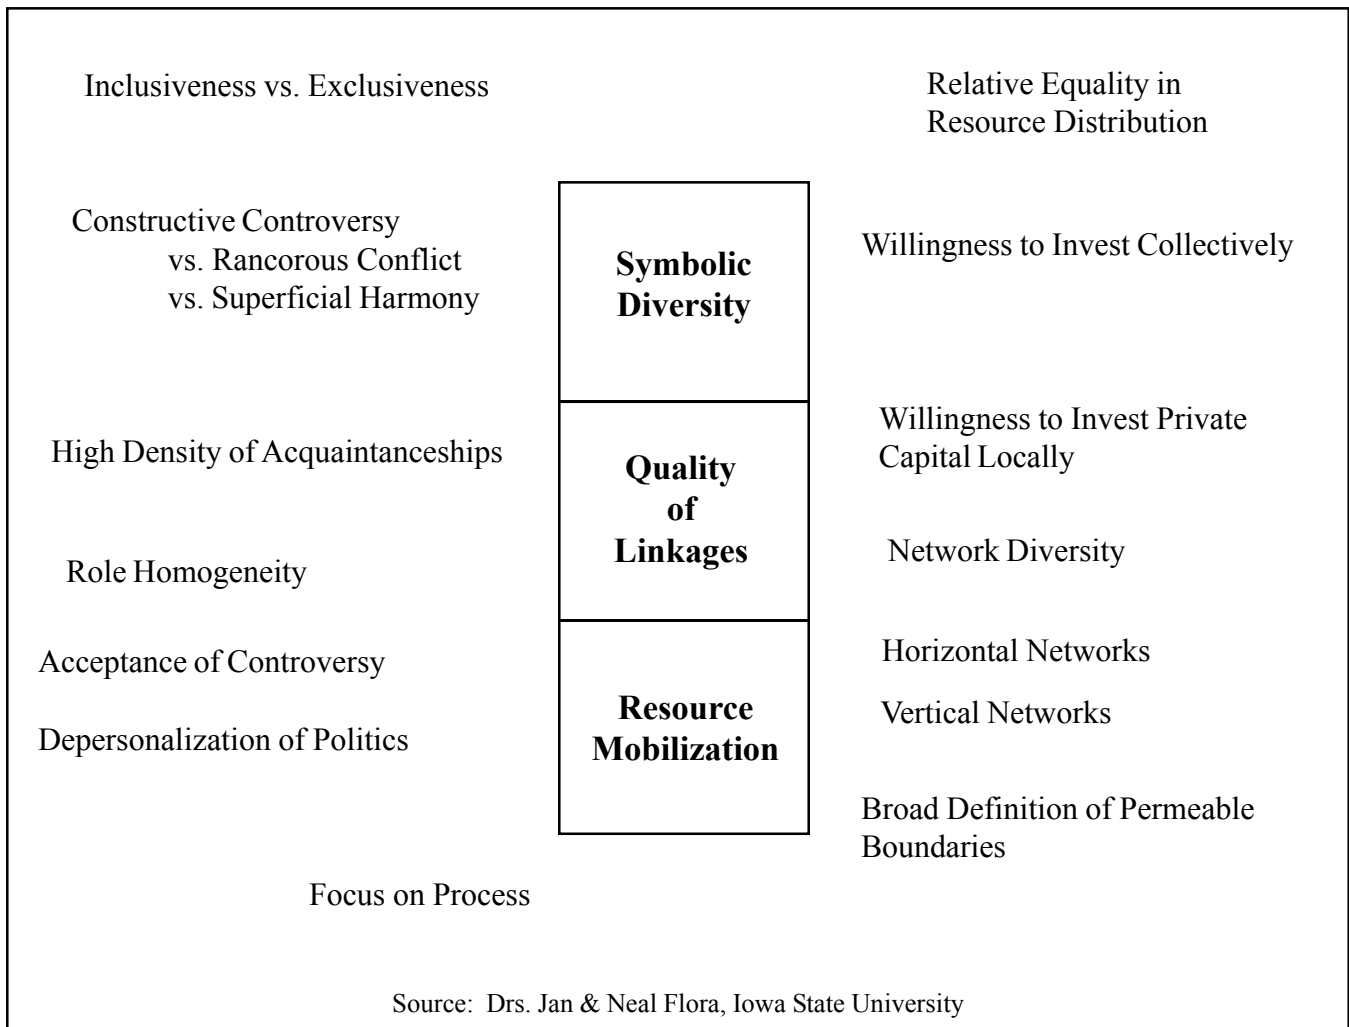 Inclusiveness vs. Exclusiveness
Relative Equality in
Resource Distribution
Constructive Controversy
vs. Rancorous Conflict
vs. Superficial Harmony
Symbolic
Diversity
Willingness to Invest Collectively
High Density of Acquaintanceships
Quality
of
Linkages
Willingness to Invest Private
Capital Locally
Role Homogeneity
Network Diversity
Acceptance of Controversy
Depersonalization of Politics
Resource
Mobilization
Horizontal Networks
Vertical Networks
Broad Definition of Permeable
Boundaries
Focus on Process
Source:  Drs. Jan & Neal Flora, Iowa State University